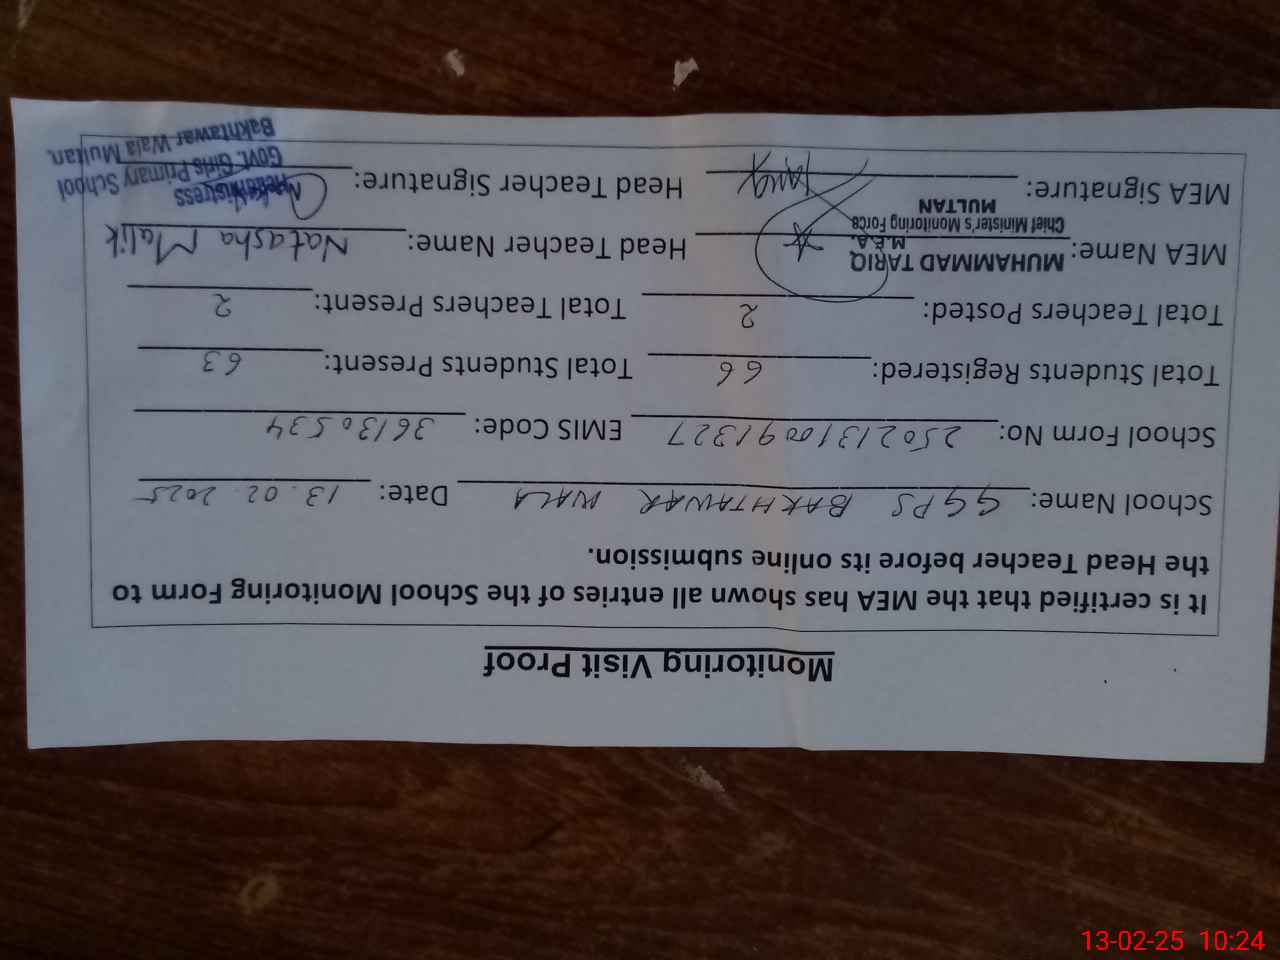 Monitoring Visit Proof
It is certified that the MEA has shown all entries of the School Monitoring Form to
the Head Teacher before its online submission.
School Name: GGPS BAKHTAWAR WALA Date: 13.02.2025
School Form No: 2502131009 1327 EMIS Code: 36130534
Total Students Registered: 66 Total Students Present: 63
Total Teachers Posted: 2 Total Teachers Present: 2
MEA Name: MUHAMMAD TARIQ Head Teacher Name: Natasha Malik
M.E.A.
Chief Minister's Monitoring Force
MULTAN
MEA Signature: Head Teacher Signature:
Headmistress
Govt. Girls Primary School
Bakhtawar Wala Multan.
13-02-25 10:24